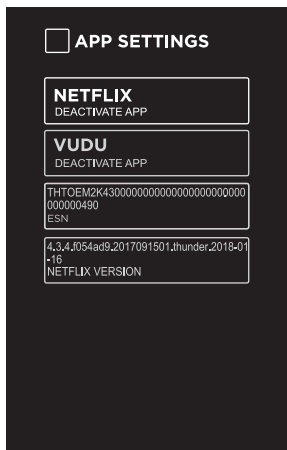 APP SETTINGS
NETFLIX
DEACTIVATE APP
VUDU
DEACTIVATE APP
THTOEM2K430000000000000000000000
000000490
ESN
4.3.4.f054ad9.2017091501.thunder.2018-01
-16
NETFLIX VERSION